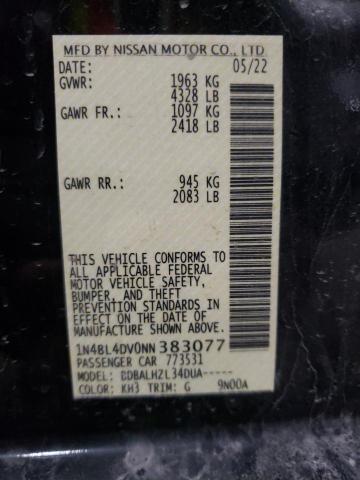 MFD BY NISSAN MOTOR CO., LTD
DATE: 05/22
GVWR: 1963 KG
4328 LB
GAWR FR.: 1097 KG
2418 LB
GAWR RR.: 945 KG
2083 LB
THIS VEHICLE CONFORMS TO
ALL APPLICABLE FEDERAL
MOTOR VEHICLE SAFETY,
BUMPER, AND THEFT
PREVENTION STANDARDS IN
EFFECT ON THE DATE OF
MANUFACTURE SHOWN ABOVE.
1N4BL4DV0NN383077
PASSENGER CAR 773531
MODEL: BDBALHZL34DUA-----
COLOR: KH3 TRIM: G 9N00A